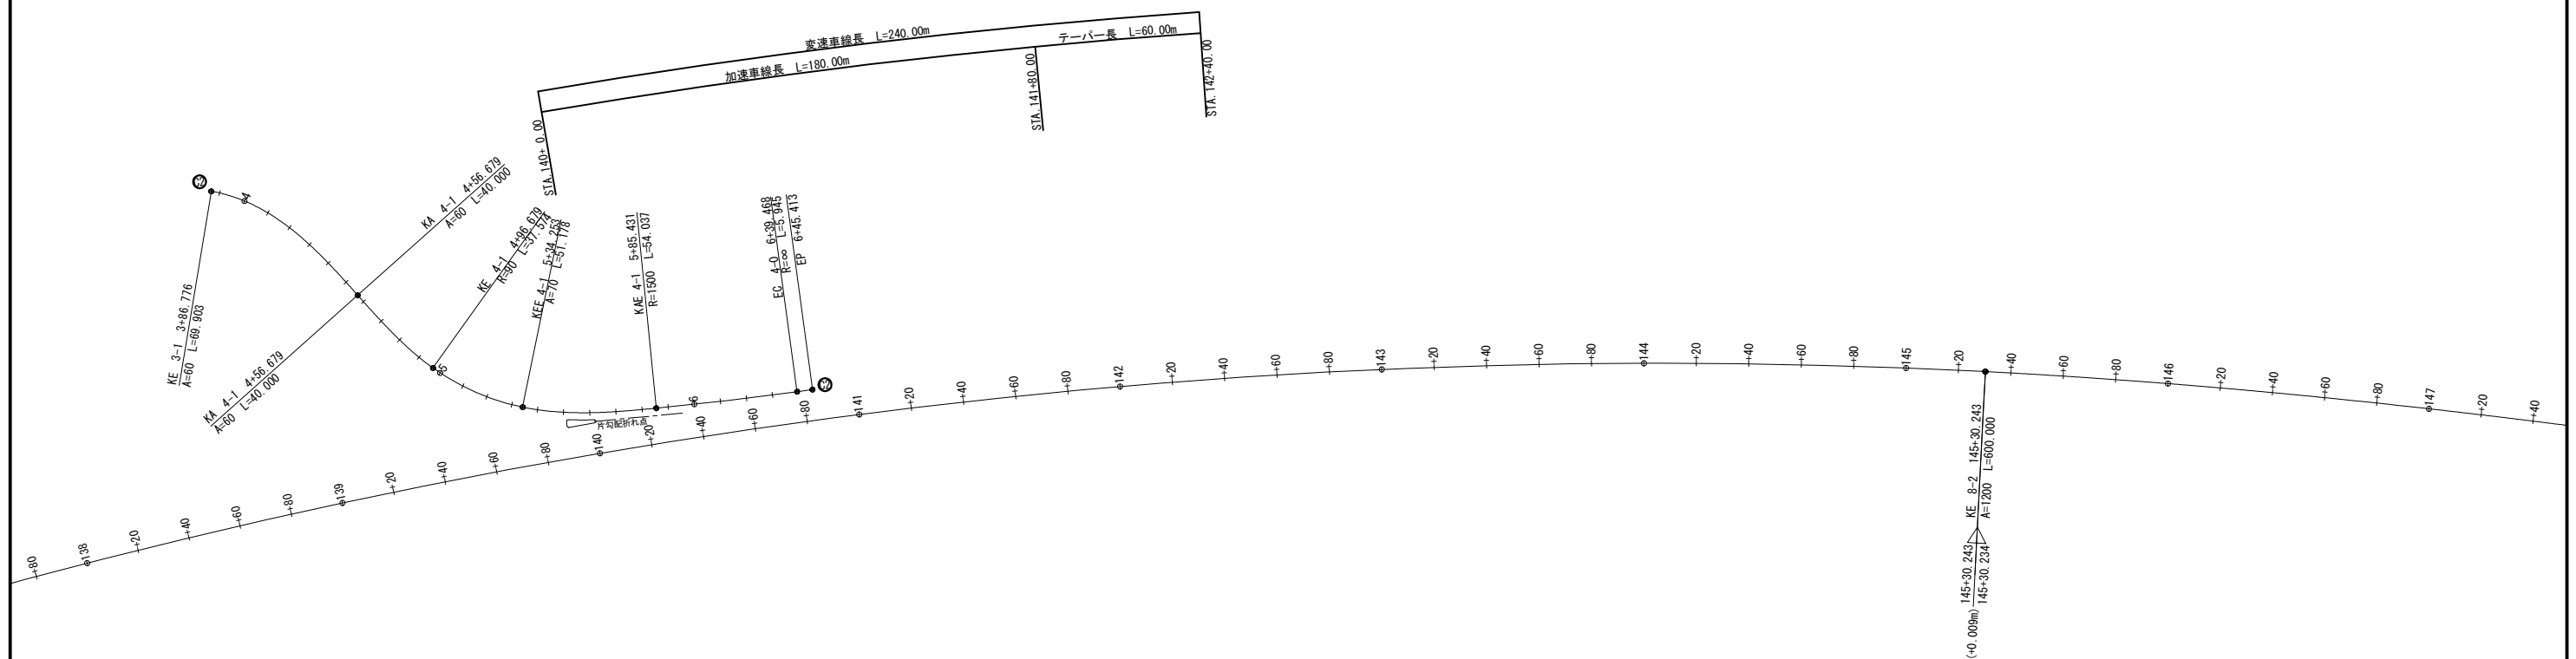 変速車線長 L=240.00m
加速車線長 L=180.00m
テーパー長 L=60.00m
STA.140+ 0.00
STA.141+80.00
STA.142+40.00
KE 3-1 3+86.776
A=60 L=69.903
4
KA 4-1 4+56.679
A=60 L=40.000
KA 4-1 4+56.679
A=60 L=40.000
KE 4-1 4+96.679
R=90 L=37.574
5
KEE 4-1 5+34.253
A=70 L=51.178
KAE 4-1 5+85.431
R=1500 L=54.037
6
EC 4-0 6+39.468
R=∞ L=5.945
EP 6+45.413
片勾配折れ点
+80
138
+20
+40
+60
+80
139
+20
+40
+60
+80
140
+20
+40
+60
+80
141
+20
+40
+60
+80
142
+20
+40
+60
+80
143
+20
+40
+60
+80
144
+20
+40
+60
+80
145
+20
+40
+60
+80
146
+20
+40
+60
+80
147
+20
+40
KE 8-2 145+30.243
A=1200 L=600.000
(+0.009m) 145+30.243
145+30.234